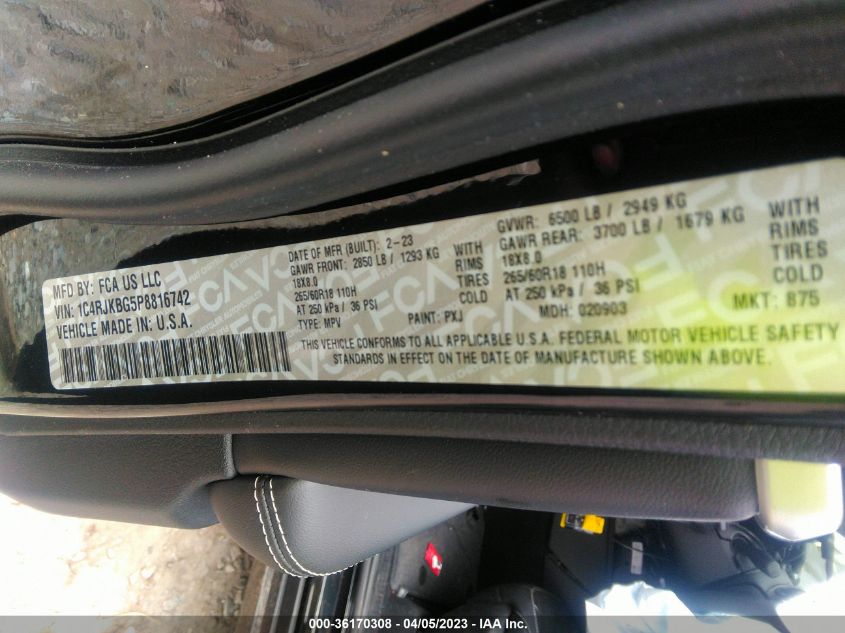 MFD BY: FCA US LLC
VIN: 1C4RJKBG5P8816742
VEHICLE MADE IN: U.S.A.
DATE OF MFR (BUILT): 2-23
GAWR FRONT: 2850 LB / 1293 KG WITH
18X8.0 RIMS
265/60R18 110H TIRES
AT 250 kPa / 36 PSI COLD
TYPE: MPV PAINT: PXJ
GVWR: 6500 LB / 2949 KG
GAWR REAR: 3700 LB / 1679 KG WITH
18X8.0 RIMS
265/60R18 110H TIRES
AT 250 kPa / 36 PSI COLD
MDH: 020903 MKT: B75
THIS VEHICLE CONFORMS TO ALL APPLICABLE U.S.A. FEDERAL MOTOR VEHICLE SAFETY
STANDARDS IN EFFECT ON THE DATE OF MANUFACTURE SHOWN ABOVE.
000-36170308 - 04/05/2023 - IAA Inc.